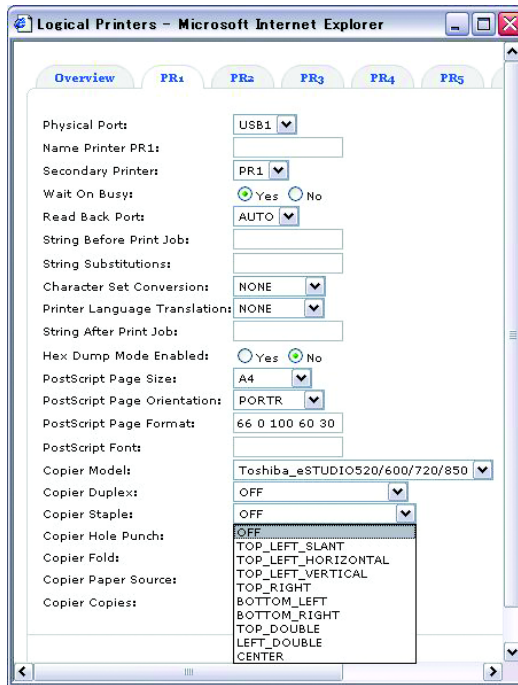 Logical Printers - Microsoft Internet Explorer
Overview PR1 PR2 PR3 PR4 PR5
Physical Port: USB1
Name Printer PR1:
Secondary Printer: PR1
Wait On Busy: Yes No
Read Back Port: AUTO
String Before Print Job:
String Substitutions:
Character Set Conversion: NONE
Printer Language Translation: NONE
String After Print Job:
Hex Dump Mode Enabled: Yes No
PostScript Page Size: A4
PostScript Page Orientation: PORTR
PostScript Page Format: 66 0 100 60 30
PostScript Font:
Copier Model: Toshiba_eSTUDIO520/600/720/850
Copier Duplex: OFF
Copier Staple: OFF
Copier Hole Punch:
Copier Fold:
Copier Paper Source:
Copier Copies:
OFF
TOP_LEFT_SLANT
TOP_LEFT_HORIZONTAL
TOP_LEFT_VERTICAL
TOP_RIGHT
BOTTOM_LEFT
BOTTOM_RIGHT
TOP_DOUBLE
LEFT_DOUBLE
CENTER